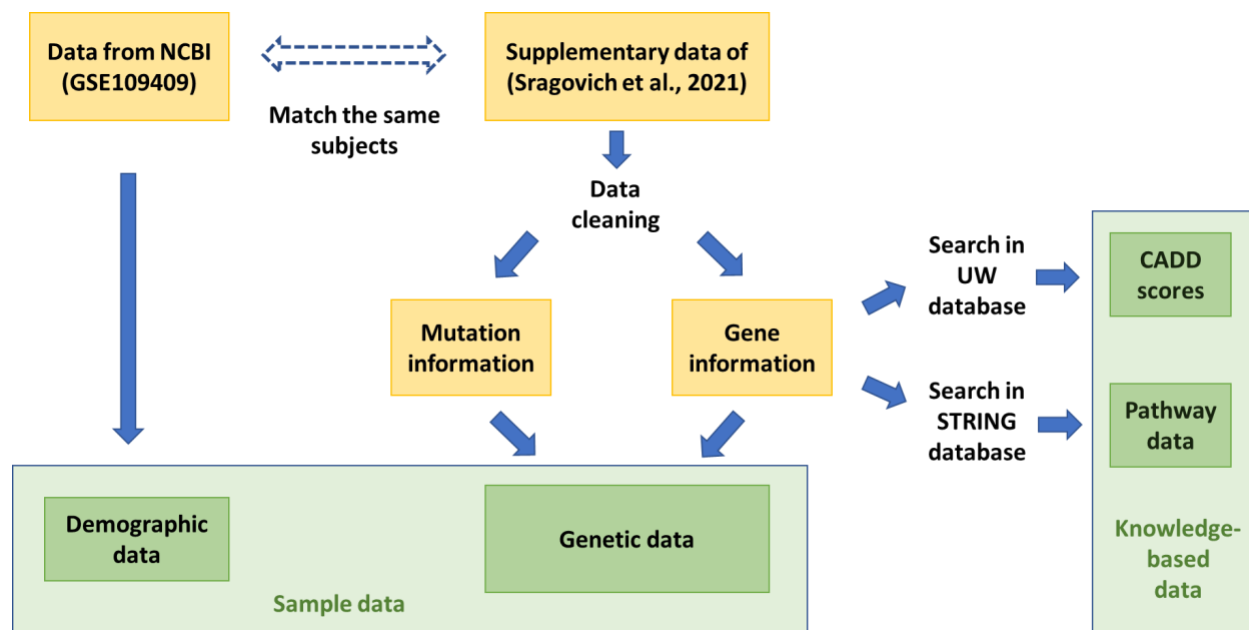 Data from NCBI
(GSE109409)
Match the same
subjects
Supplementary data of
(Sragovich et al., 2021)
Data
cleaning
Mutation
information
Gene
information
Search in
UW
database
CADD
scores
Search in
STRING
database
Pathway
data
Knowledge-
based
data
Demographic
data
Genetic data
Sample data